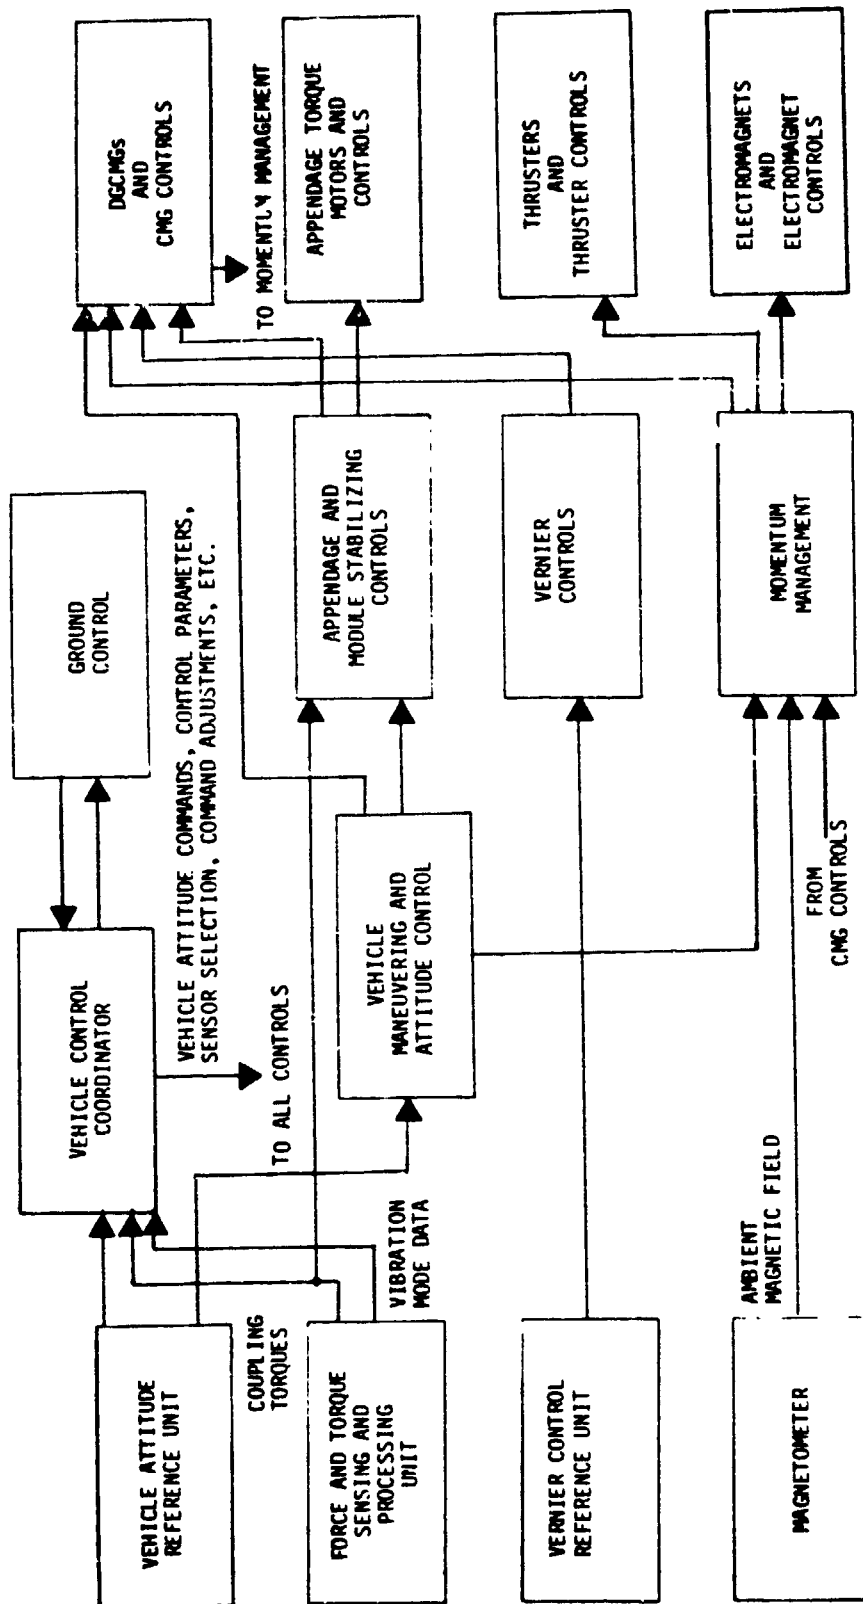 VEHICLE ATTITUDE
REFERENCE UNIT
COUPLING
TORQUES
FORCE AND TORQUE
SENSING AND
PROCESSING
UNIT
VIBRATION
MODE DATA
VERNIER CONTROL
REFERENCE UNIT
MAGNETOMETER
AMBIENT
MAGNETIC FIELD
VEHICLE CONTROL
COORDINATOR
TO ALL CONTROLS
VEHICLE ATTITUDE COMMANDS, CONTROL PARAMETERS,
SENSOR SELECTION, COMMAND ADJUSTMENTS, ETC.
VEHICLE
MANEUVERING AND
ATTITUDE CONTROL
FROM
CMG CONTROLS
GROUND
CONTROL
APPENDAGE AND
MODULE STABILIZING
CONTROLS
VERNIER
CONTROLS
MOMENTUM
MANAGEMENT
DGCMGs
AND
CMG CONTROLS
TO MOMENTLY MANAGEMENT
APPENDAGE TORQUE
MOTORS AND
CONTROLS
THRUSTERS
AND
THRUSTER CONTROLS
ELECTROMAGNETS
AND
ELECTROMAGNET
CONTROLS